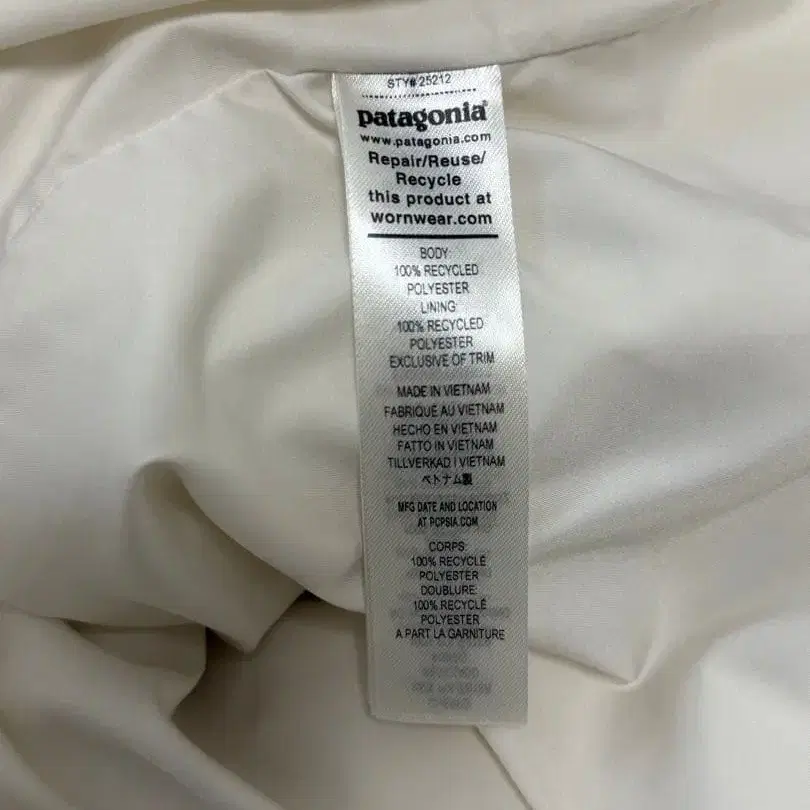 STY# 25212
patagonia®
www.patagonia.com
Repair/Reuse/
Recycle
this product at
wornwear.com
BODY:
100% RECYCLED
POLYESTER
LINING:
100% RECYCLED
POLYESTER
EXCLUSIVE OF TRIM
MADE IN VIETNAM
FABRIQUÉ AU VIETNAM
HECHO EN VIETNAM
FATTO IN VIETNAM
TILLVERKAD I VIETNAM
ベトナム製
MFG DATE AND LOCATION
AT PCPSIA.COM
CORPS:
100% RECYCLÉ
POLYESTER
DOUBLURE:
100% RECYCLÉ
POLYESTER
A PART LA GARNITURE